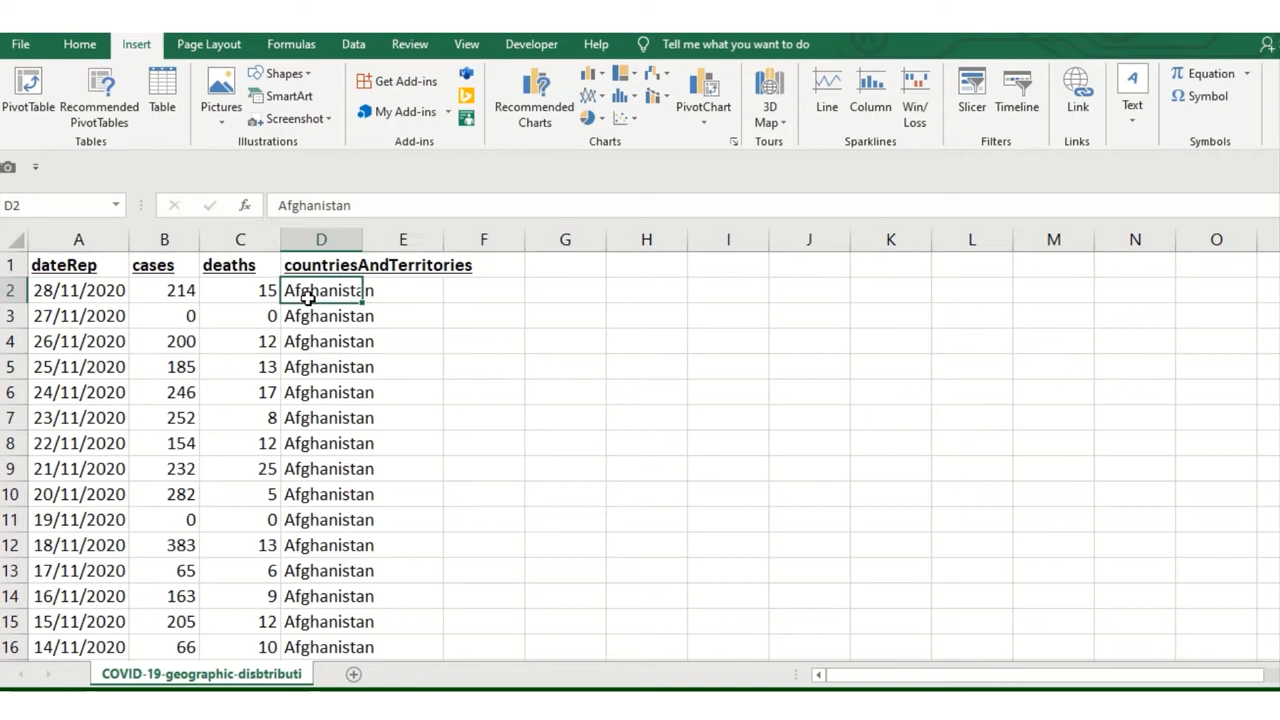 File Home Insert Page Layout Formulas Data Review View Developer Help Tell me what you want to do
PivotTable Recommended PivotTables Table
Tables
Pictures Shapes SmartArt Screenshot
Illustrations
Get Add-ins My Add-ins
Add-ins
Recommended Charts PivotChart
Charts
3D Map
Tours
Line Column Win/Loss
Sparklines
Slicer Timeline
Filters
Link
Links
A Text
π Equation
Ω Symbol
Symbols
D2 fx Afghanistan
A B C D E F G H I J K L M N O
1 dateRep cases deaths countriesAndTerritories
2 28/11/2020 214 15 Afghanistan
3 27/11/2020 0 0 Afghanistan
4 26/11/2020 200 12 Afghanistan
5 25/11/2020 185 13 Afghanistan
6 24/11/2020 246 17 Afghanistan
7 23/11/2020 252 8 Afghanistan
8 22/11/2020 154 12 Afghanistan
9 21/11/2020 232 25 Afghanistan
10 20/11/2020 282 5 Afghanistan
11 19/11/2020 0 0 Afghanistan
12 18/11/2020 383 13 Afghanistan
13 17/11/2020 65 6 Afghanistan
14 16/11/2020 163 9 Afghanistan
15 15/11/2020 205 12 Afghanistan
16 14/11/2020 66 10 Afghanistan
COVID-19-geographic-disbtributi